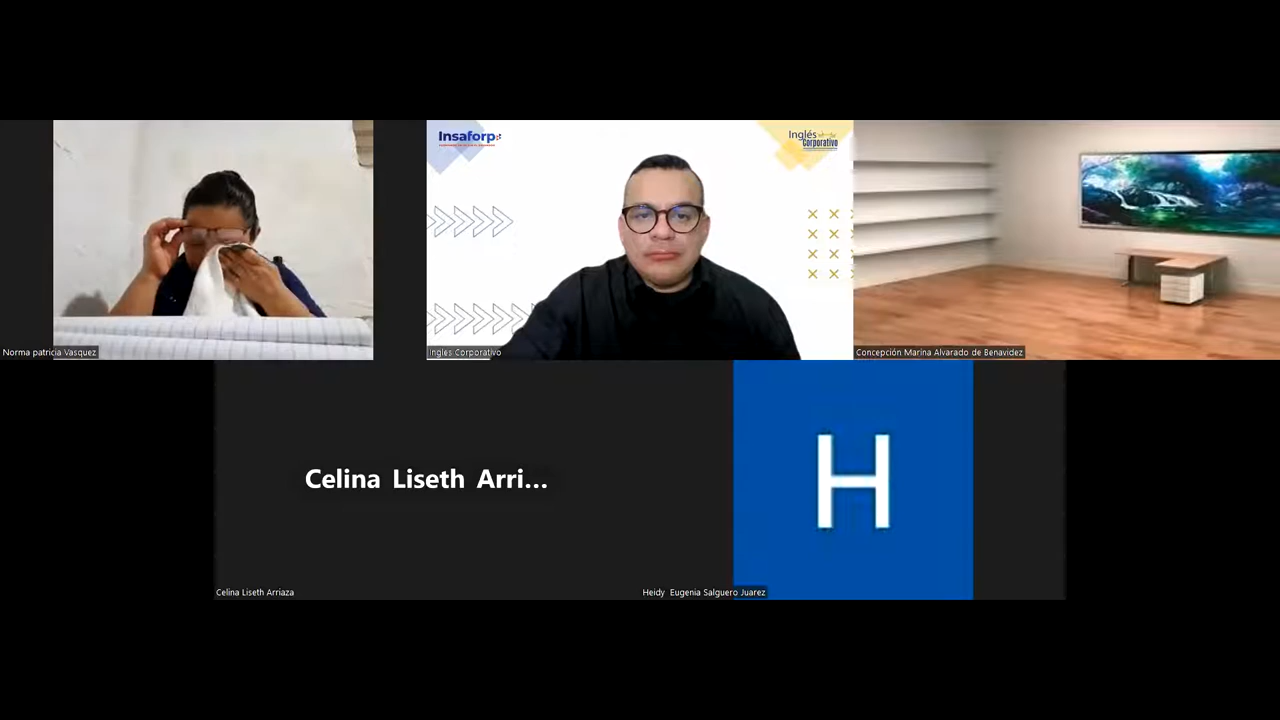 Insaforp
Inglés
Corporativo
Norma patricia Vasquez
Inglés Corporativo
Concepción Marina Alvarado de Benavidez
Celina Liseth Arri...
H
Celina Liseth Arriaza
Heidy Eugenia Salguero Juarez